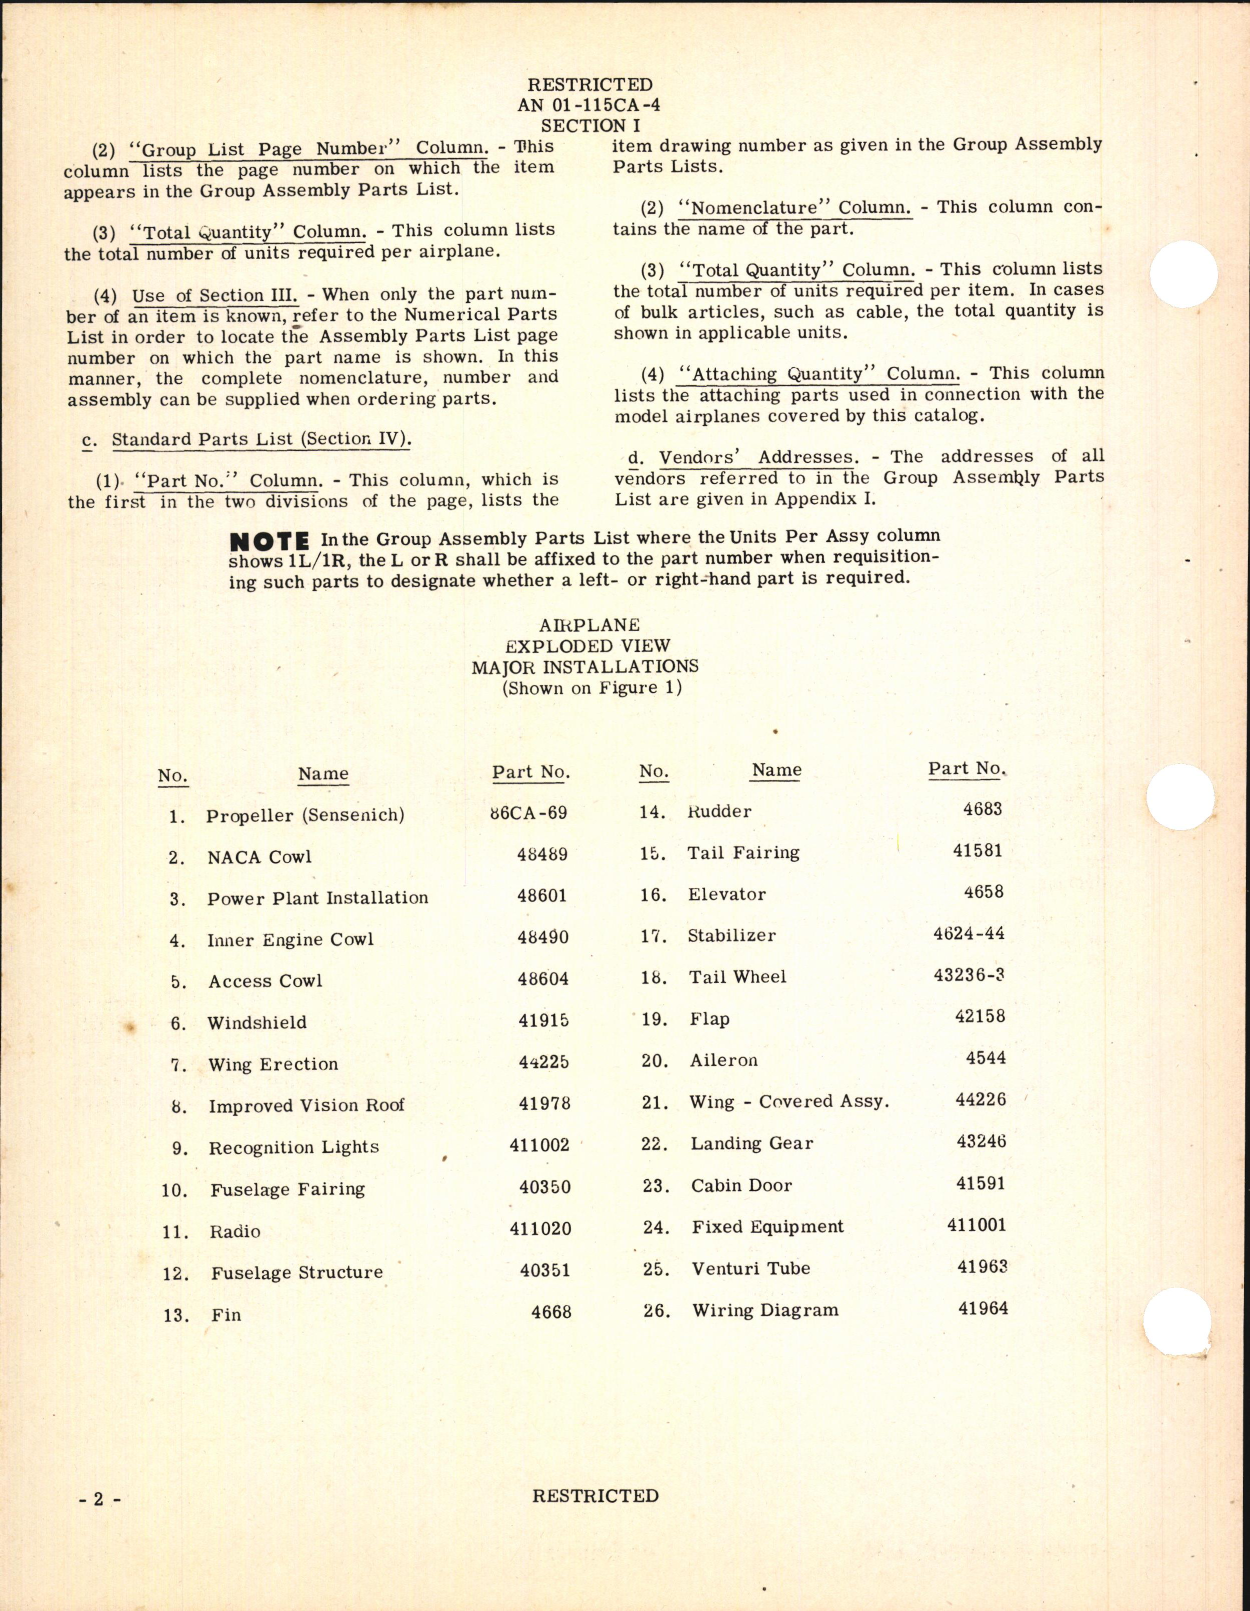 RESTRICTED
AN 01-115CA-4
SECTION I
(2) "Group List Page Number" Column. - This
column lists the page number on which the item
appears in the Group Assembly Parts List.
(3) "Total Quantity" Column. - This column lists
the total number of units required per airplane.
(4) Use of Section III. - When only the part num-
ber of an item is known, refer to the Numerical Parts
List in order to locate the Assembly Parts List page
number on which the part name is shown. In this
manner, the complete nomenclature, number and
assembly can be supplied when ordering parts.
c. Standard Parts List (Section IV).
(1) "Part No." Column. - This column, which is
the first in the two divisions of the page, lists the
item drawing number as given in the Group Assembly
Parts Lists.
(2) "Nomenclature" Column. - This column con-
tains the name of the part.
(3) "Total Quantity" Column. - This column lists
the total number of units required per item. In cases
of bulk articles, such as cable, the total quantity is
shown in applicable units.
(4) "Attaching Quantity" Column. - This column
lists the attaching parts used in connection with the
model airplanes covered by this catalog.
d. Vendors' Addresses. - The addresses of all
vendors referred to in the Group Assembly Parts
List are given in Appendix I.
NOTE In the Group Assembly Parts List where the Units Per Assy column
shows 1L/1R, the L or R shall be affixed to the part number when requisition-
ing such parts to designate whether a left- or right-hand part is required.
AIRPLANE
EXPLODED VIEW
MAJOR INSTALLATIONS
(Shown on Figure 1)
No. Name Part No. No. Name Part No.
1. Propeller (Sensenich) 86CA-69 14. Rudder 4683
2. NACA Cowl 48489 15. Tail Fairing 41581
3. Power Plant Installation 48601 16. Elevator 4658
4. Inner Engine Cowl 48490 17. Stabilizer 4624-44
5. Access Cowl 48604 18. Tail Wheel 43236-3
6. Windshield 41915 19. Flap 42158
7. Wing Erection 44225 20. Aileron 4544
8. Improved Vision Roof 41978 21. Wing - Covered Assy. 44226
9. Recognition Lights 411002 22. Landing Gear 43246
10. Fuselage Fairing 40350 23. Cabin Door 41591
11. Radio 411020 24. Fixed Equipment 411001
12. Fuselage Structure 40351 25. Venturi Tube 41963
13. Fin 4668 26. Wiring Diagram 41964
- 2 -
RESTRICTED